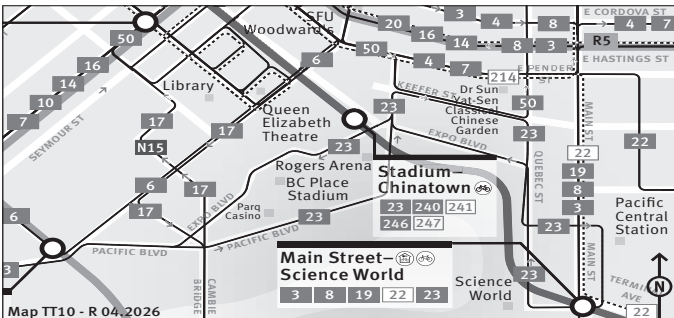 SFU
Woodward's
E CORDOVA ST
3
4
8
4
7
20
16
14
8
3
R5
E HASTINGS ST
50
6
50
4
7
214
E PENDER
ST
16
14
10
7
SEYMOUR ST
Library
KEEFER ST
Dr Sun
Yat-Sen
Classical
Chinese
Garden
50
23
Queen
Elizabeth
Theatre
23
17
17
N15
EXPO BLVD
MAIN ST
22
22
19
8
3
23
Rogers Arena
BC Place
Stadium
Stadium–
Chinatown
23 240 241
246 247
QUEBEC ST
6
17
17
EXPO BLVD
Parq
Casino
23
23
Pacific
Central
Station
6
PACIFIC BLVD
PACIFIC BLVD
Main Street–
Science World
3 8 19 22 23
MAIN ST
3
CAMBIE
BRIDGE
Science
World
23
TERMIN
AVE
N
22
Map TT10 - R 04.2026